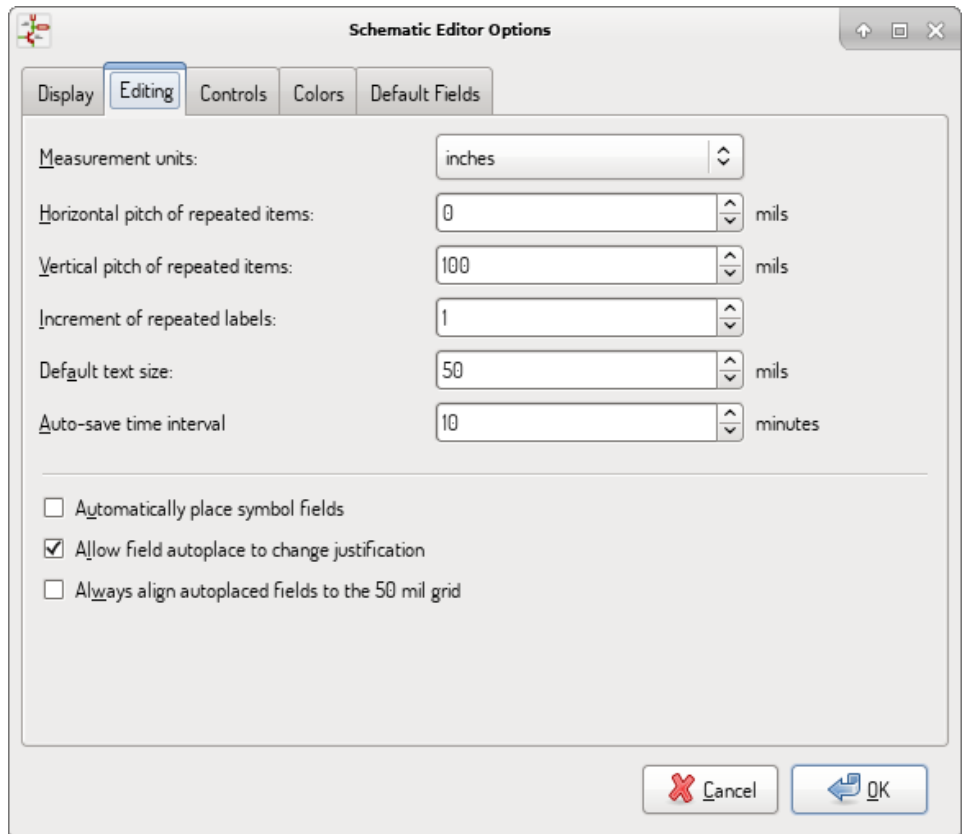 Schematic Editor Options
Display Editing Controls Colors Default Fields
Measurement units: inches
Horizontal pitch of repeated items: 0 mils
Vertical pitch of repeated items: 100 mils
Increment of repeated labels: 1
Default text size: 50 mils
Auto-save time interval 10 minutes
Automatically place symbol fields
Allow field autoplace to change justification
Always align autoplaced fields to the 50 mil grid
Cancel OK